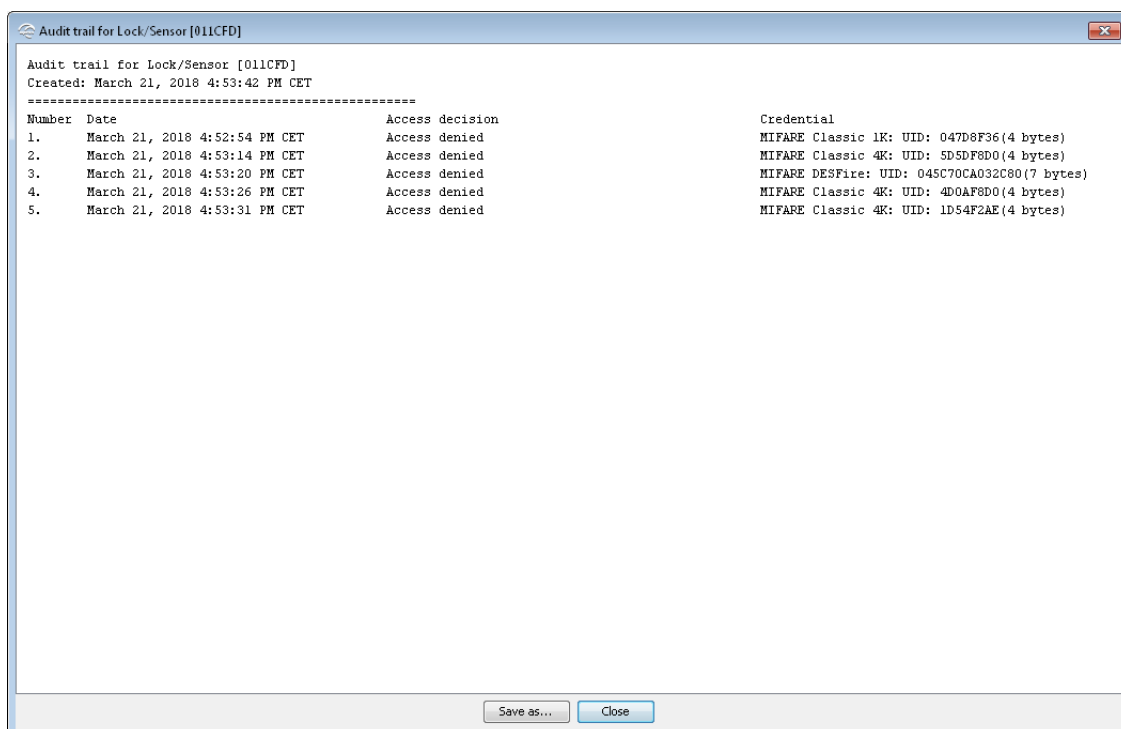 Audit trail for Lock/Sensor [011CFD]
Audit trail for Lock/Sensor [011CFD]
Created: March 21, 2018 4:53:42 PM CET
====================================================
Number Date Access decision Credential
1. March 21, 2018 4:52:54 PM CET Access denied MIFARE Classic 1K: UID: 047D8F36(4 bytes)
2. March 21, 2018 4:53:14 PM CET Access denied MIFARE Classic 4K: UID: 5D5DF8D0(4 bytes)
3. March 21, 2018 4:53:20 PM CET Access denied MIFARE DESFire: UID: 045C70CA032C80(7 bytes)
4. March 21, 2018 4:53:26 PM CET Access denied MIFARE Classic 4K: UID: 4D0AF8D0(4 bytes)
5. March 21, 2018 4:53:31 PM CET Access denied MIFARE Classic 4K: UID: 1D54F2AE(4 bytes)
Save as... Close